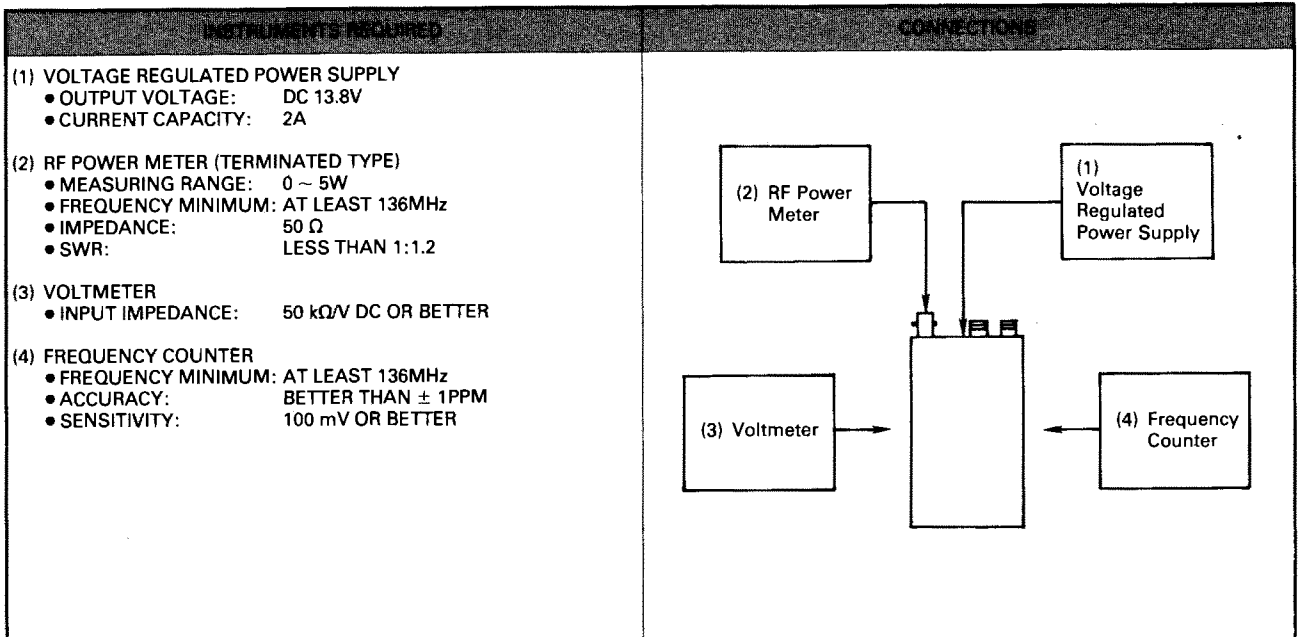 INSTRUMENTS REQUIRED
CONNECTIONS
(1) VOLTAGE REGULATED POWER SUPPLY
• OUTPUT VOLTAGE: DC 13.8V
• CURRENT CAPACITY: 2A
(2) RF POWER METER (TERMINATED TYPE)
• MEASURING RANGE: 0 ~ 5W
• FREQUENCY MINIMUM: AT LEAST 136MHz
• IMPEDANCE: 50 Ω
• SWR: LESS THAN 1:1.2
(3) VOLTMETER
• INPUT IMPEDANCE: 50 kΩ/V DC OR BETTER
(4) FREQUENCY COUNTER
• FREQUENCY MINIMUM: AT LEAST 136MHz
• ACCURACY: BETTER THAN ± 1PPM
• SENSITIVITY: 100 mV OR BETTER
(2) RF Power
Meter
(1)
Voltage
Regulated
Power Supply
(3) Voltmeter
(4) Frequency
Counter